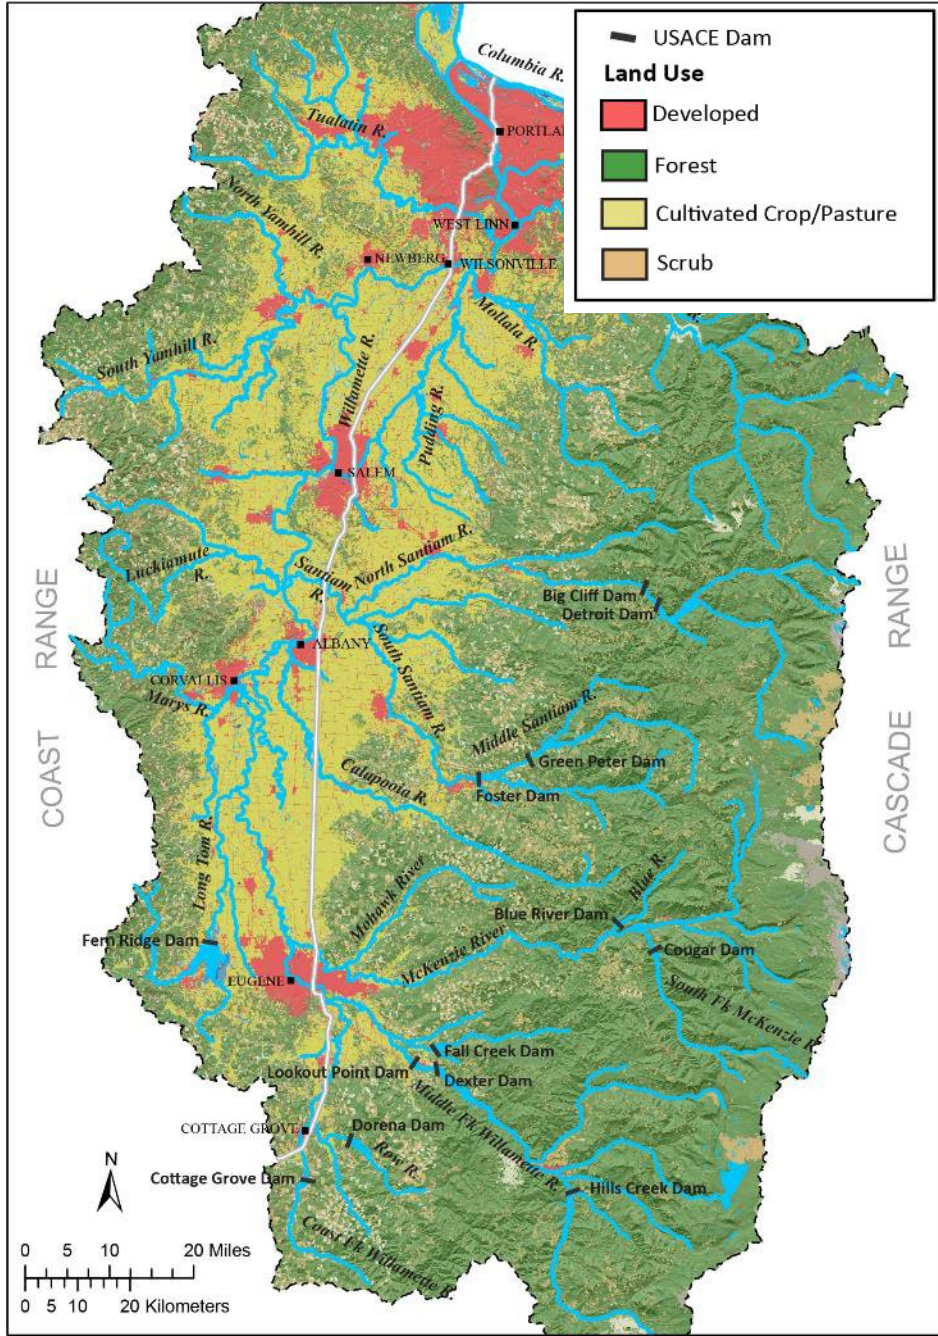 USACE Dam
Land Use
Developed
Forest
Cultivated Crop/Pasture
Scrub
Columbia R.
Tualatin R.
North Yamhill R.
WEST LINN
NEWBERG
WILSONVILLE
Mollala R.
South Yamhill R.
Willamette R.
Pudding R.
SALEM
Luckiamute
R.
Santiam
R.
North Santiam R.
Big Cliff Dam
Detroit Dam
COAST RANGE
CASCADE RANGE
ALBANY
South Santiam R.
CORVALLIS
Marys R.
Middle Santiam R.
Green Peter Dam
Foster Dam
Calapooia R.
Long Tom R.
Mohawk River
Blue R.
Blue River Dam
Fern Ridge Dam
McKenzie River
Cougar Dam
EUGENE
South Fk McKenzie R.
Fall Creek Dam
Lookout Point Dam
Dexter Dam
Middle Fk Willamette R.
COTTAGE GROVE
Dorena Dam
Row R.
Cottage Grove Dam
Hills Creek Dam
Coast Fk Willamette R.
N
0 5 10 20 Miles
0 5 10 20 Kilometers